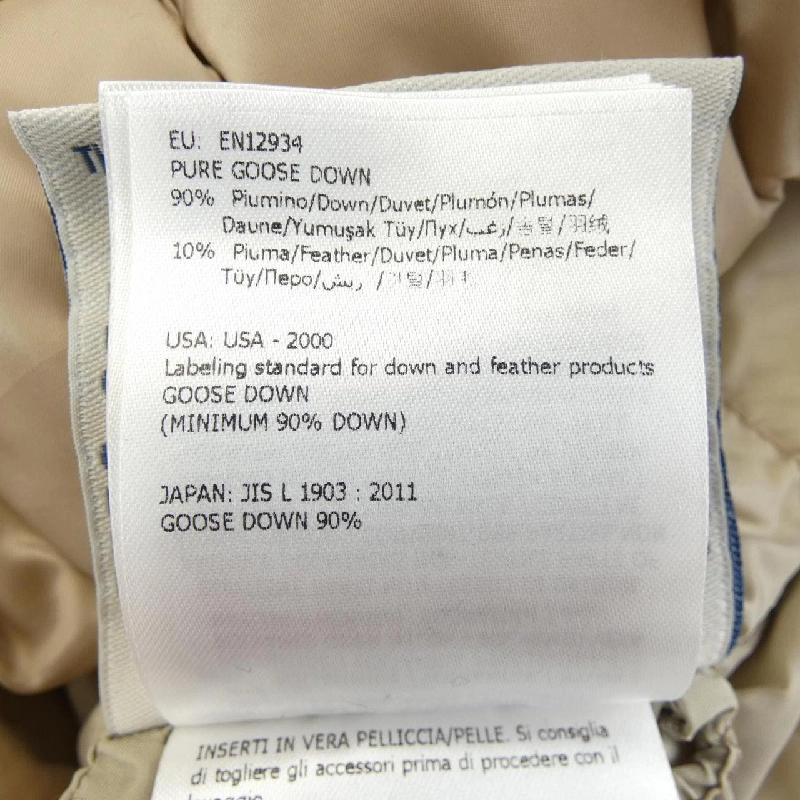 EU: EN12934
PURE GOOSE DOWN
90% Piumino/Down/Duvet/Plumón/Plumas/
Daune/Yumuşak Tüy/Пух/زغب/솜털/羽绒
10% Piuma/Feather/Duvet/Pluma/Penas/Feder/
Tüy/Перо/ريش/
USA: USA - 2000
Labeling standard for down and feather products
GOOSE DOWN
(MINIMUM 90% DOWN)
JAPAN: JIS L 1903 : 2011
GOOSE DOWN 90%
INSERTI IN VERA PELLICCIA/PELLE. Si consiglia
di togliere gli accessori prima di procedere con il